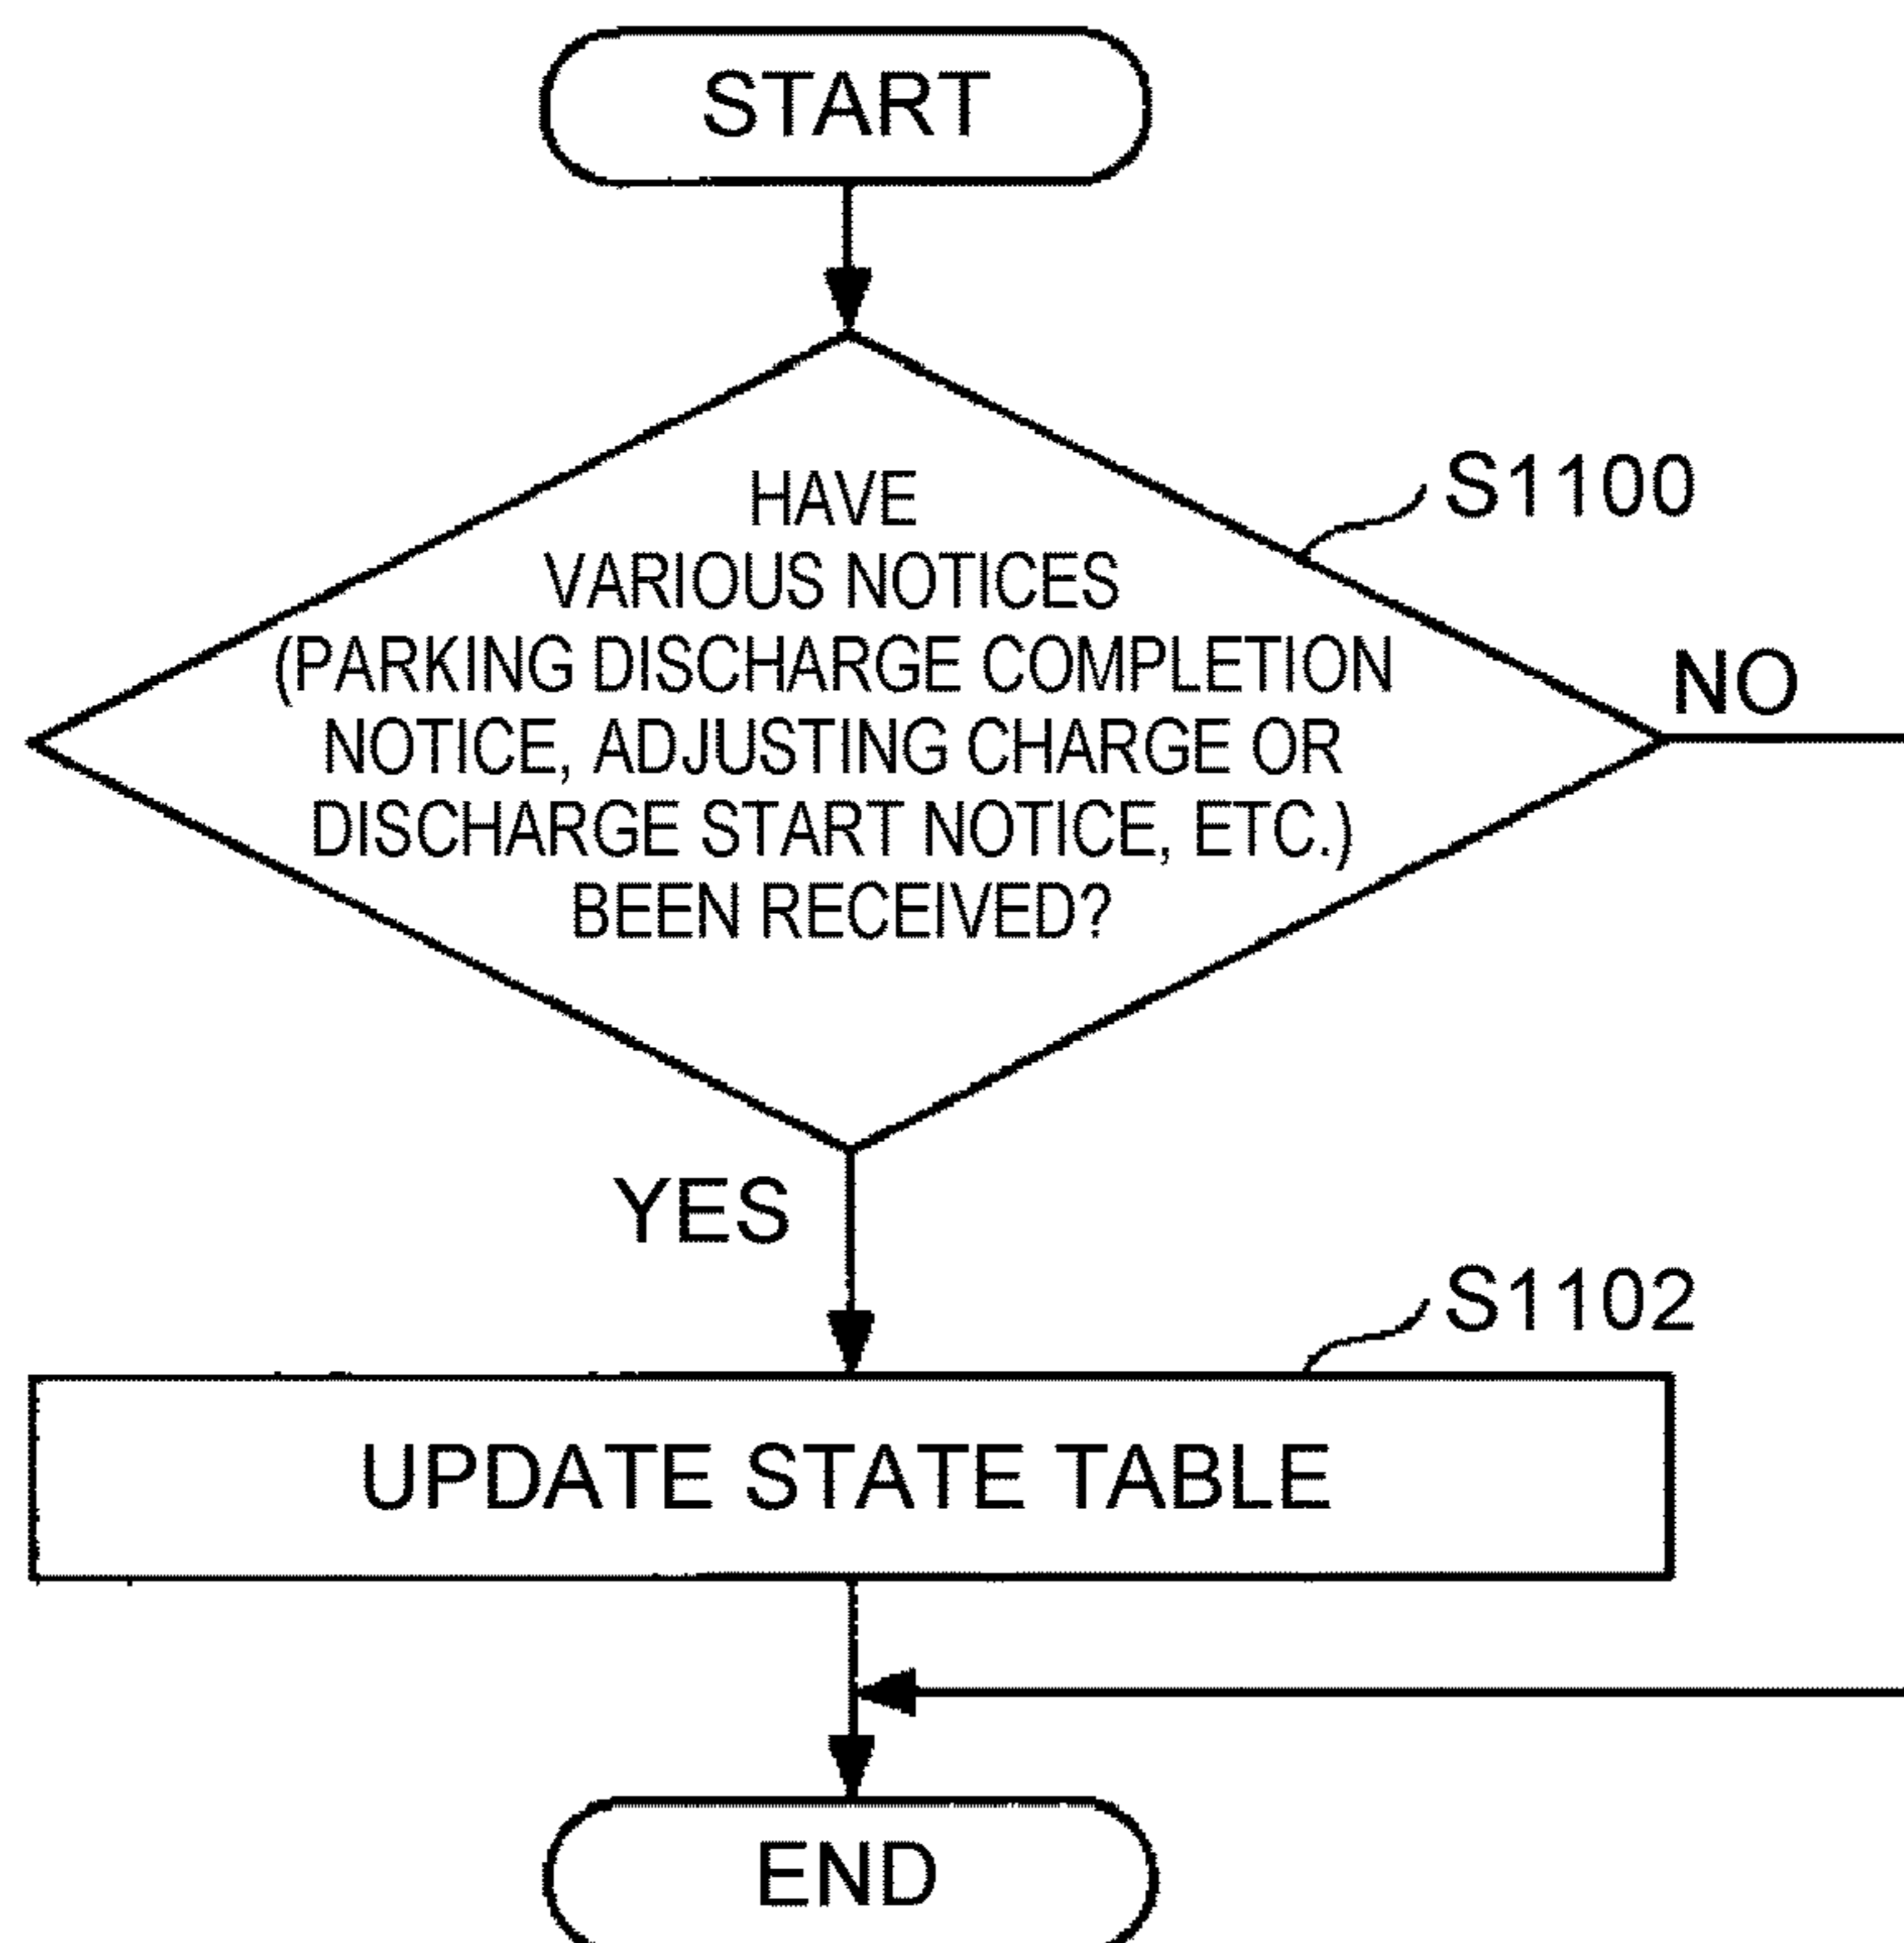 START
HAVE
VARIOUS NOTICES
(PARKING DISCHARGE COMPLETION
NOTICE, ADJUSTING CHARGE OR
DISCHARGE START NOTICE, ETC.)
BEEN RECEIVED?
S1100
NO
YES
S1102
UPDATE STATE TABLE
END